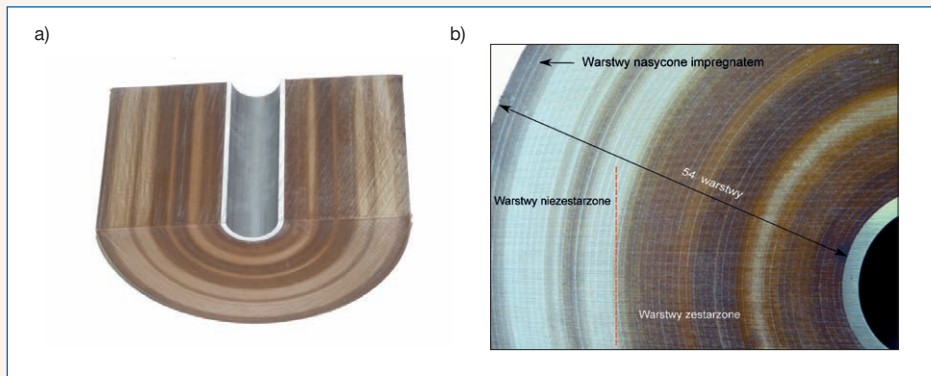 a)
b)
Warstwy nasycone impregnatem
54 warstwy
Warstwy niezestarzone
Warstwy zestarzone